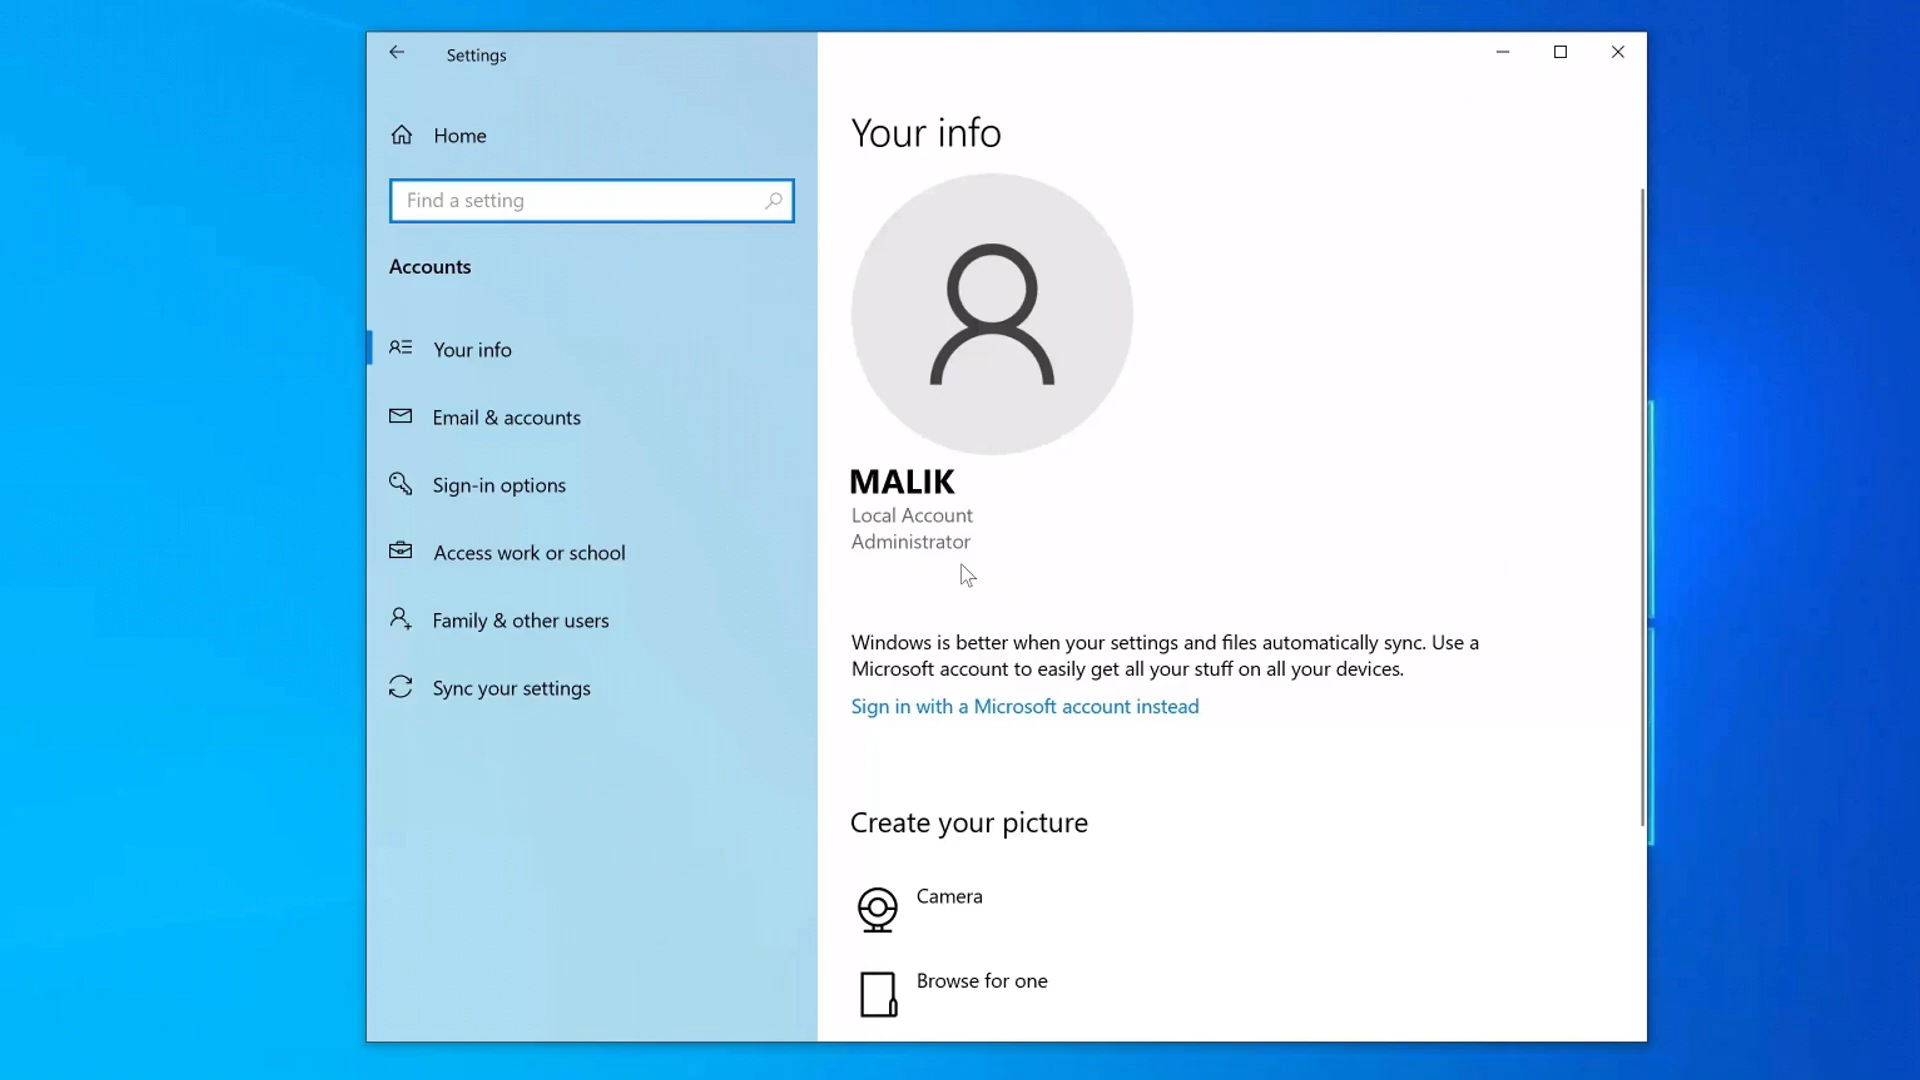 Settings
Home
Find a setting
Accounts
Your info
Email & accounts
Sign-in options
Access work or school
Family & other users
Sync your settings
Your info
MALIK
Local Account
Administrator
Windows is better when your settings and files automatically sync. Use a
Microsoft account to easily get all your stuff on all your devices.
Sign in with a Microsoft account instead
Create your picture
Camera
Browse for one